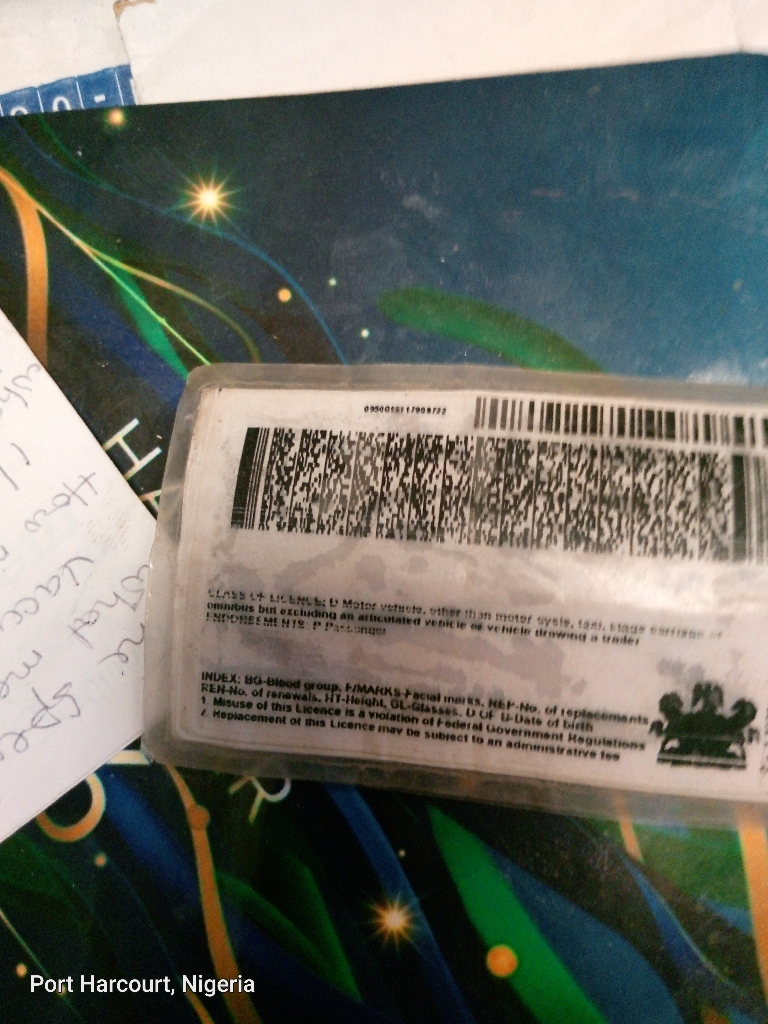 CLASS OF LICENCE: D Motor vehicle, other than motor cycle, taxi, stage carriage or
omnibus but excluding an articulated vehicle or vehicle drawing a trailer
ENDORSEMENTS: P Passenger
INDEX: BG-Blood group, F/MARKS-Facial marks, REP-No. of replacements
REN-No. of renewals, HT-Height, GL-Glasses, D OF B-Date of birth
1. Misuse of this Licence is a violation of Federal Government Regulations
2. Replacement of this Licence may be subject to an administrative fee
How
what
me
Port Harcourt, Nigeria